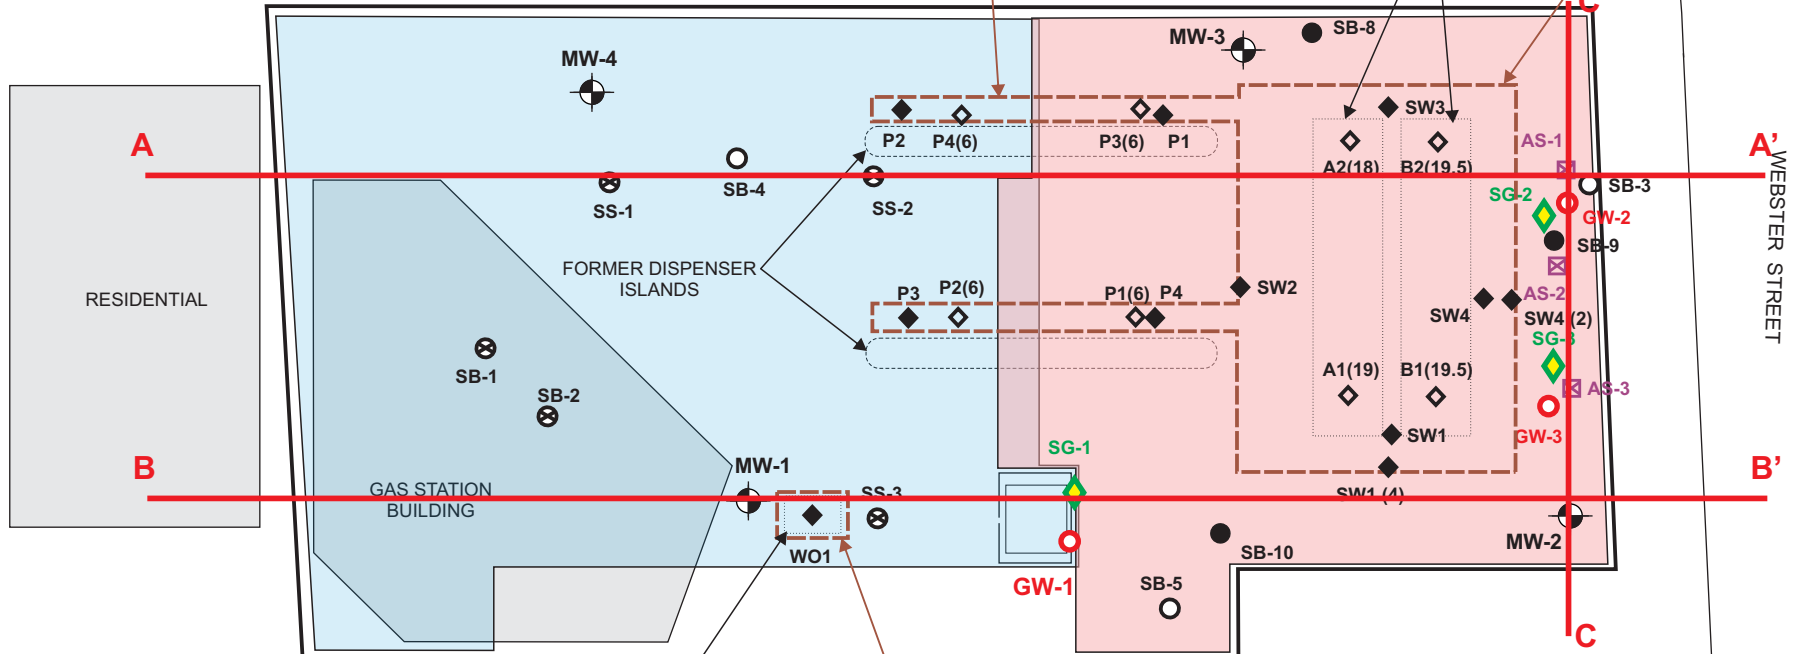 C'
MW-3
SB-8
MW-4
SW3
P2
P4(6)
P3(6)
P1
A
AS-1
A'
A2(18)
B2(19.5)
SB-4
SB-3
SS-1
SS-2
SG-2
GW-2
SB-9
WEBSTER STREET
FORMER DISPENSER
ISLANDS
RESIDENTIAL
P3
P2(6)
P1(6)
P4
SW2
AS-2
SW4
SW4 (2)
SG-3
SB-1
A1(19)
B1(19.5)
SB-2
AS-3
SW1
GW-3
SG-1
B
MW-1
B'
GAS STATION
BUILDING
SS-3
SW1 (4)
WO1
SB-10
MW-2
GW-1
SB-5
C